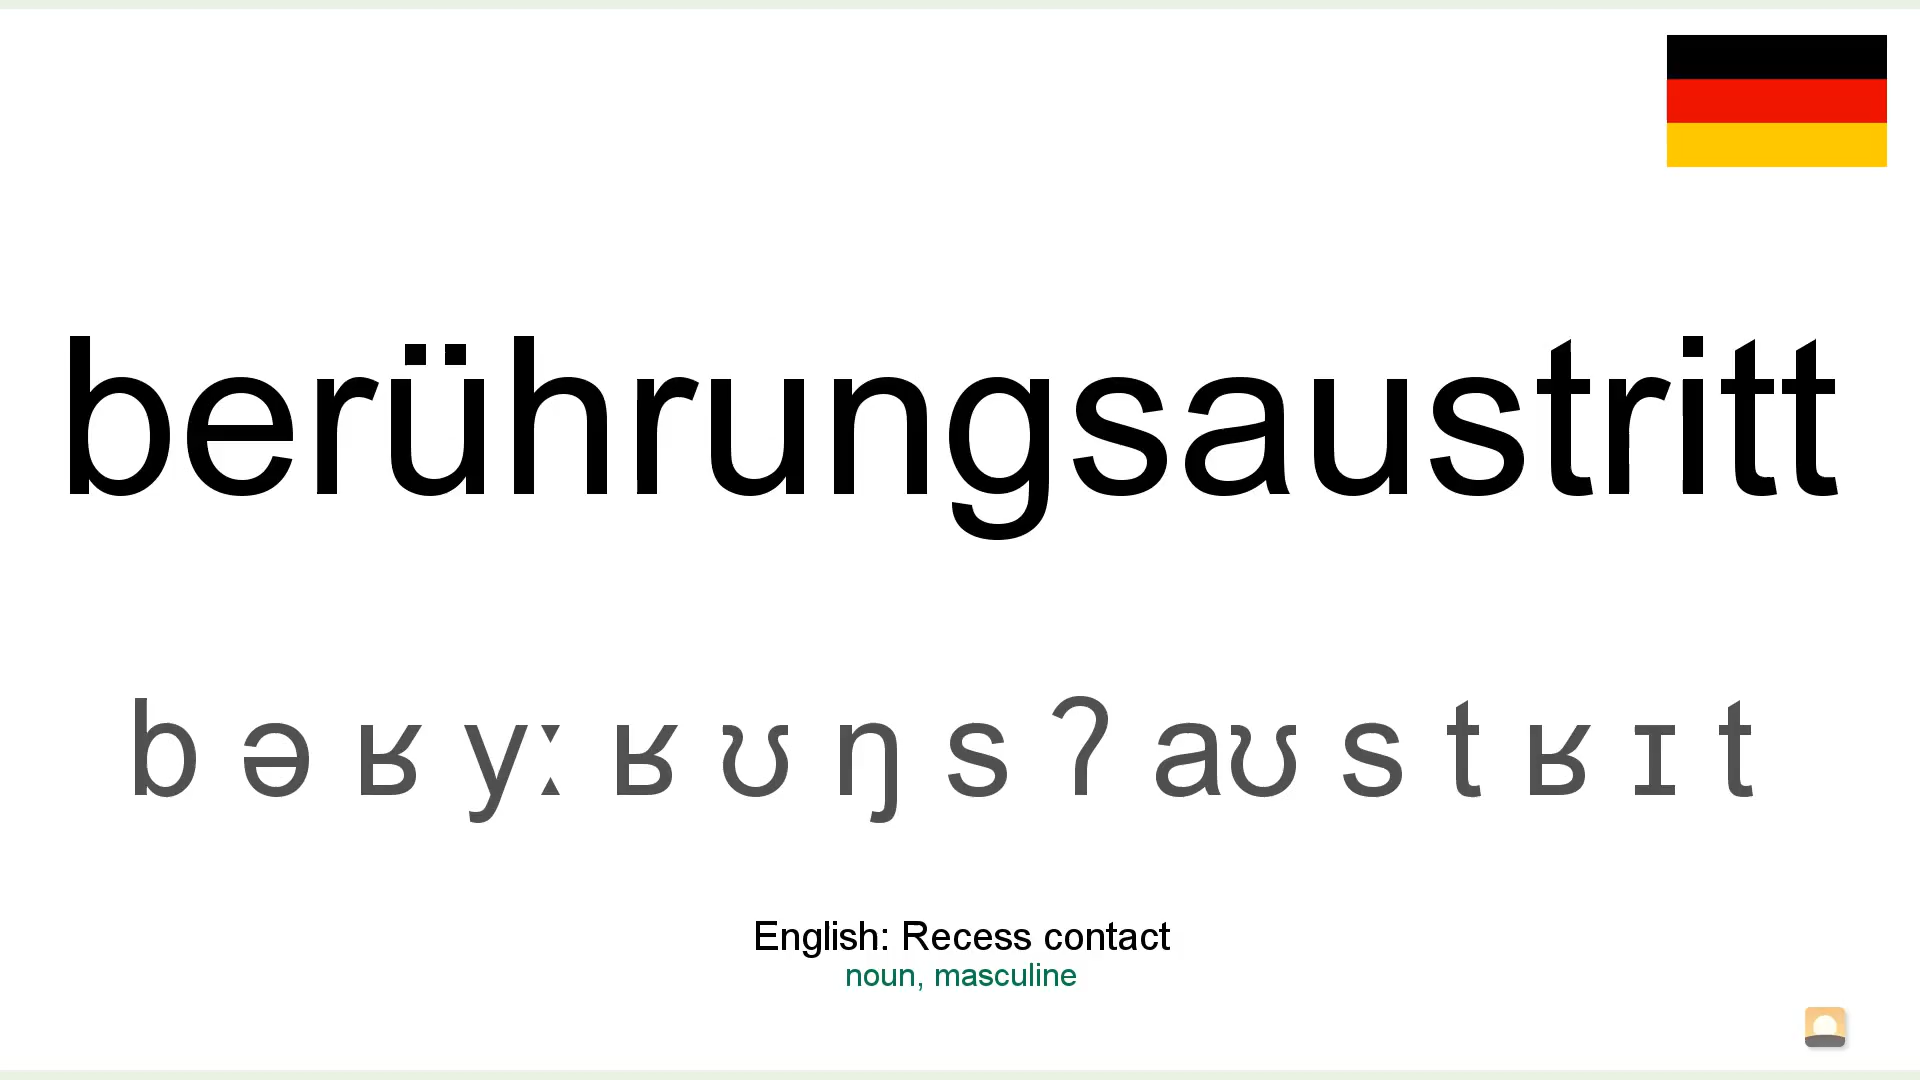 berührungsaustritt
b ə ʁ yː ʁ ʊ ŋ s ʔ aʊ s t ʁ ɪ t
English: Recess contact
noun, masculine